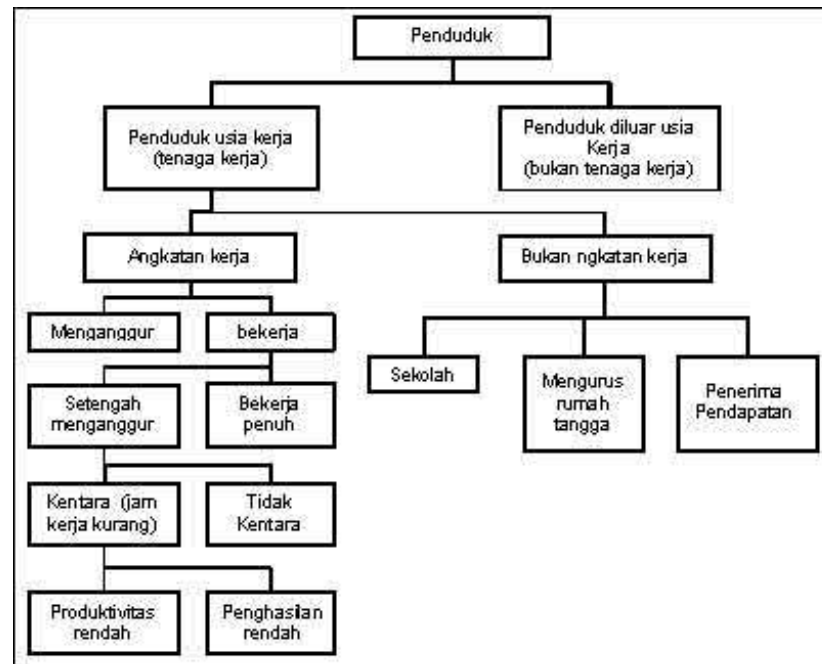 Penduduk
Penduduk usia kerja
(tenaga kerja)
Penduduk diluar usia
Kerja
(bukan tenaga kerja)
Angkatan kerja
Bukan ngkatan kerja
Menganggur
bekerja
Sekolah
Mengurus
rumah
tangga
Penerima
Pendapatan
Setengah
menganggur
Bekerja
penuh
Kentara (jam
kerja kurang)
Tidak
Kentara
Produktivitas
rendah
Penghasilan
rendah